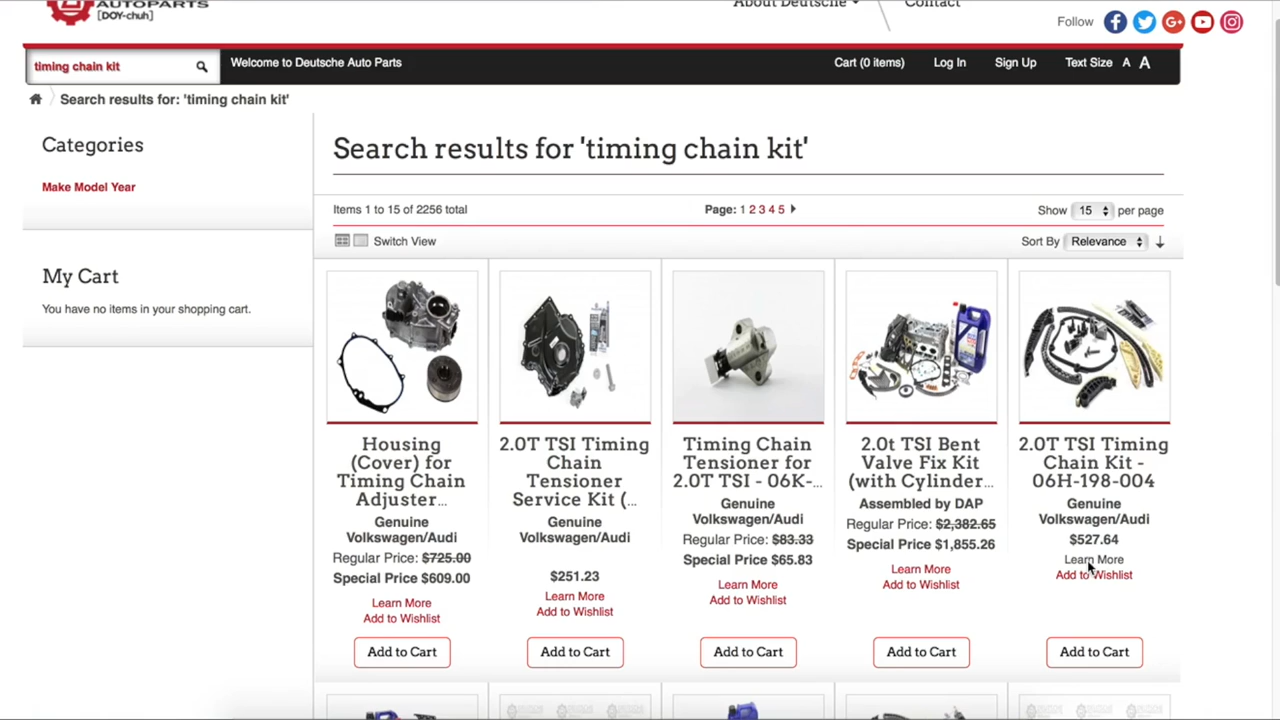 AUTOPARTS
[DOY-chuh]
About Deutsche
Contact
Follow
timing chain kit
Welcome to Deutsche Auto Parts
Cart (0 items)
Log In
Sign Up
Text Size A A
Search results for: 'timing chain kit'
Categories
Make Model Year
My Cart
You have no items in your shopping cart.
Search results for 'timing chain kit'
Items 1 to 15 of 2256 total
Page: 1 2 3 4 5
Show 15 per page
Switch View
Sort By Relevance
Housing
(Cover) for
Timing Chain
Adjuster...
Genuine
Volkswagen/Audi
Regular Price: $725.00
Special Price $609.00
Learn More
Add to Wishlist
Add to Cart
2.0T TSI Timing
Chain
Tensioner
Service Kit (...
Genuine
Volkswagen/Audi
$251.23
Learn More
Add to Wishlist
Add to Cart
Timing Chain
Tensioner for
2.0T TSI - 06K-...
Genuine
Volkswagen/Audi
Regular Price: $83.33
Special Price $65.83
Learn More
Add to Wishlist
Add to Cart
2.0t TSI Bent
Valve Fix Kit
(with Cylinder...
Assembled by DAP
Regular Price: $2,382.65
Special Price $1,855.26
Learn More
Add to Wishlist
Add to Cart
2.0T TSI Timing
Chain Kit -
06H-198-004
Genuine
Volkswagen/Audi
$527.64
Learn More
Add to Wishlist
Add to Cart